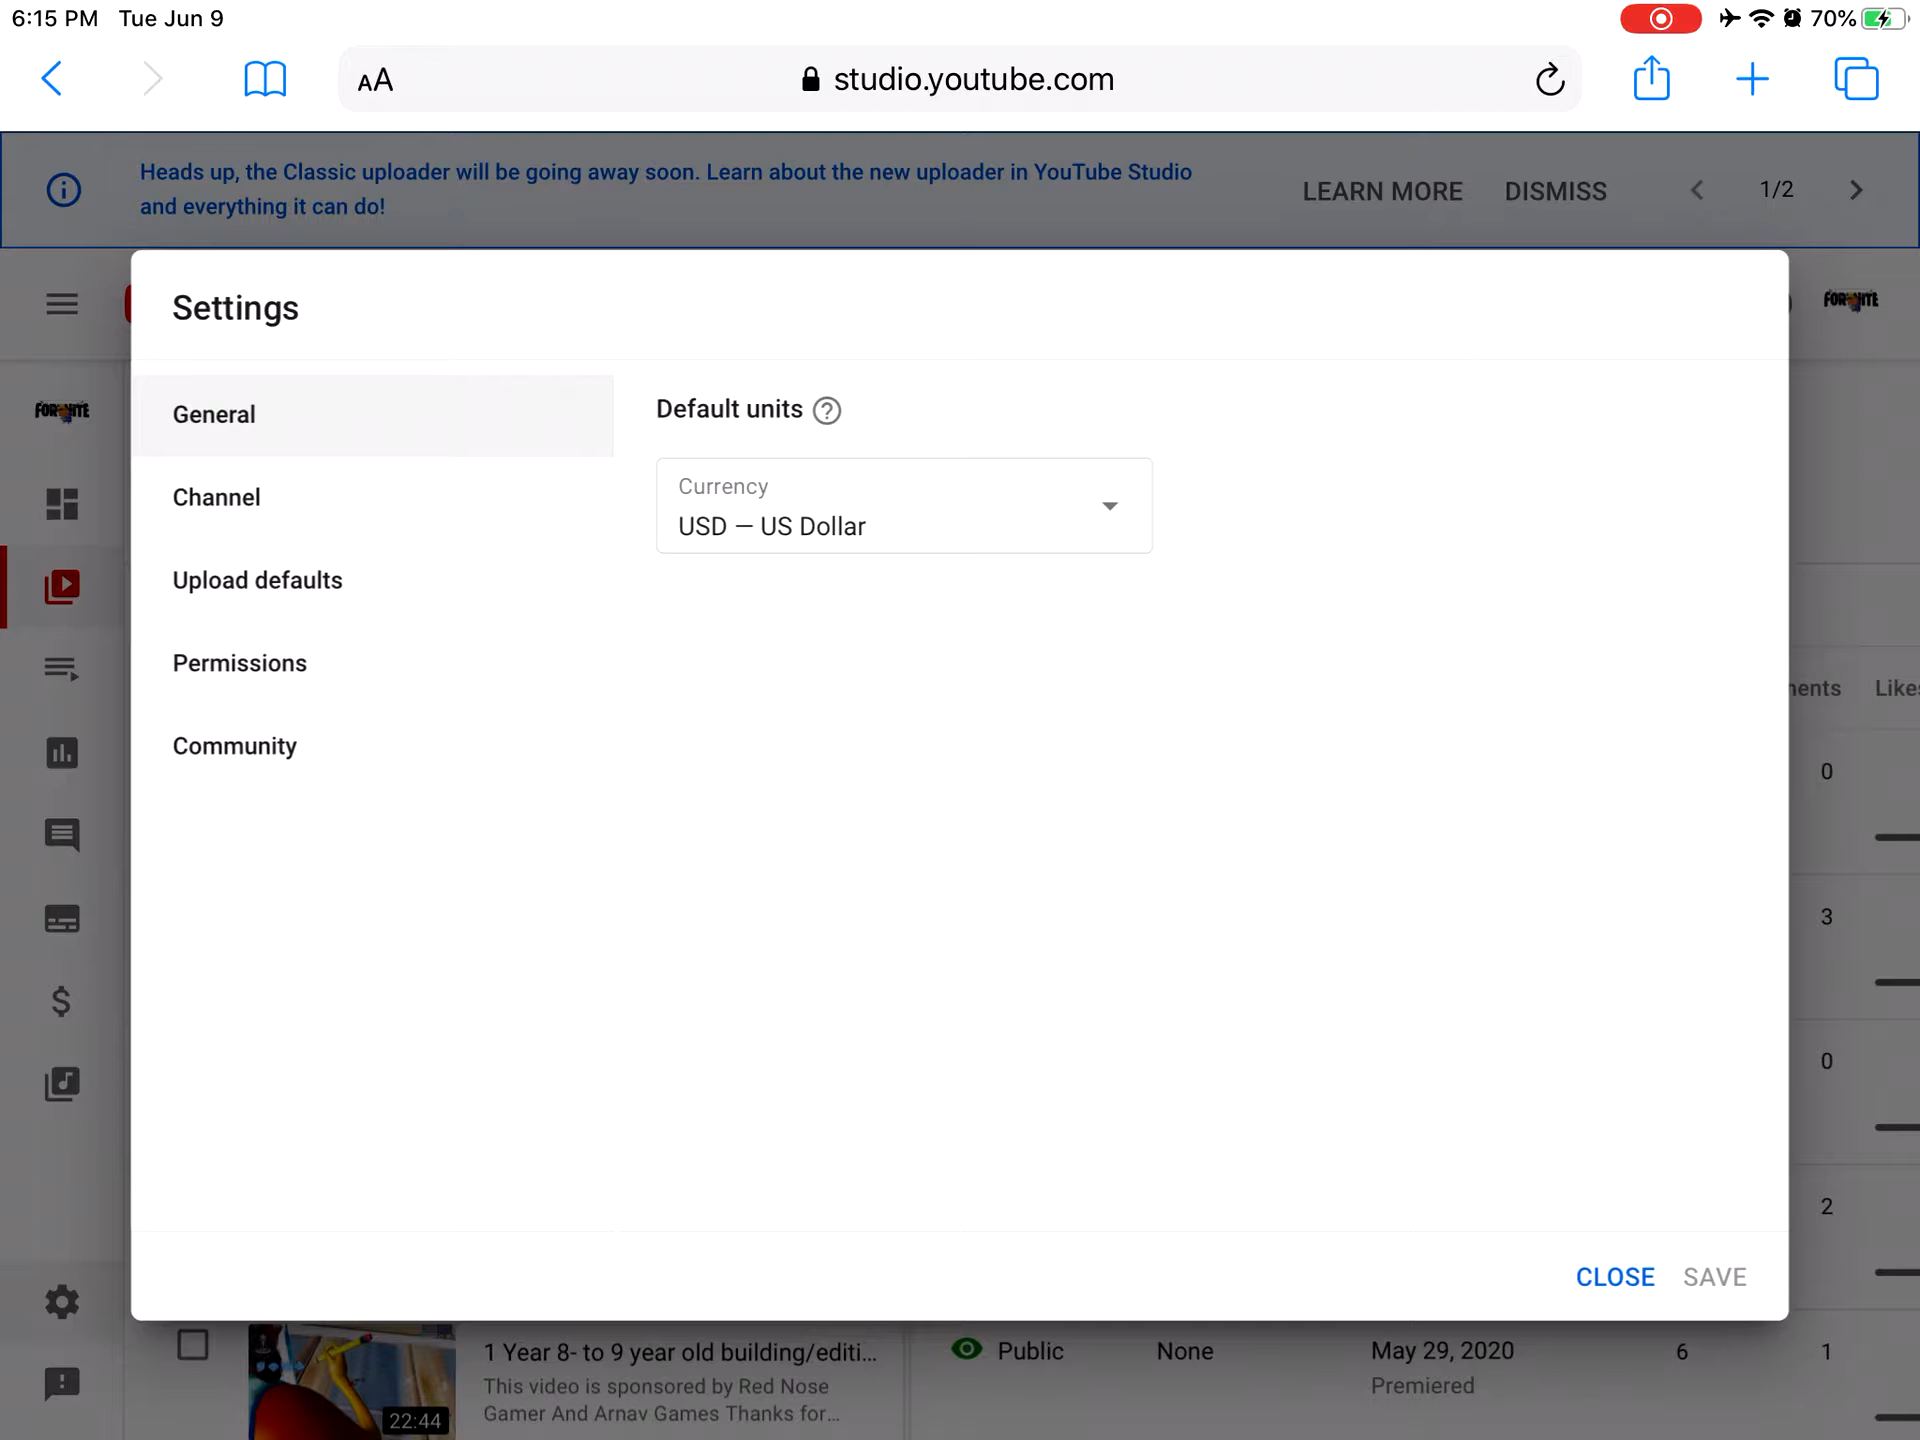 6:15 PM Tue Jun 9
70%
AA
studio.youtube.com
Heads up, the Classic uploader will be going away soon. Learn about the new uploader in YouTube Studio
and everything it can do!
LEARN MORE
DISMISS
1/2
Settings
FORTNITE
FORTNITE
General
Channel
Upload defaults
Permissions
Community
Default units
Currency
USD — US Dollar
nents
Likes
0
3
0
2
CLOSE
SAVE
1 Year 8- to 9 year old building/editi...
This video is sponsored by Red Nose
Gamer And Arnav Games Thanks for...
22:44
Public
None
May 29, 2020
Premiered
6
1